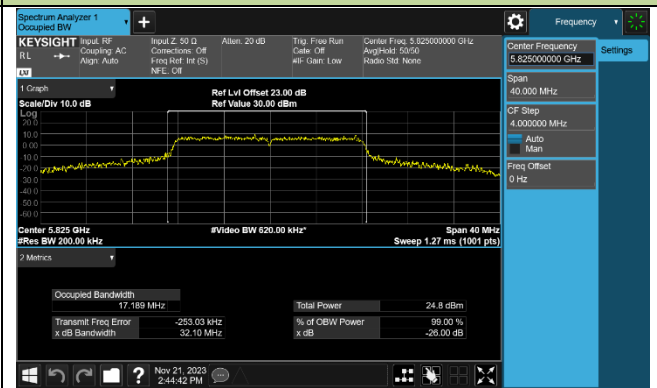 Spectrum Analyzer 1
Occupied BW
Frequency
KEYSIGHT
RL
LXI
Input: RF
Coupling: AC
Align: Auto
Input Z: 50 Ω
Corrections: Off
Freq Ref: Int (S)
NFE: Off
Atten: 20 dB
Trig: Free Run
Gate: Off
#IF Gain: Low
Center Freq: 5.825000000 GHz
Avg|Hold: 50/50
Radio Std: None
Center Frequency
5.825000000 GHz
Settings
Span
40.000 MHz
CF Step
4.000000 MHz
Auto
Man
Freq Offset
0 Hz
1 Graph
Scale/Div 10.0 dB
Ref Lvl Offset 23.00 dB
Ref Value 30.00 dBm
Log
20.0
10.0
0.00
-10.0
-20.0
-30.0
-40.0
-50.0
-60.0
Center 5.825 GHz
#Video BW 620.00 kHz*
Span 40 MHz
#Res BW 200.00 kHz
Sweep 1.27 ms (1001 pts)
2 Metrics
Occupied Bandwidth
17.189 MHz
Total Power 24.8 dBm
Transmit Freq Error -253.03 kHz
% of OBW Power 99.00 %
x dB Bandwidth 32.10 MHz
x dB -26.00 dB
Nov 21, 2023
2:44:42 PM